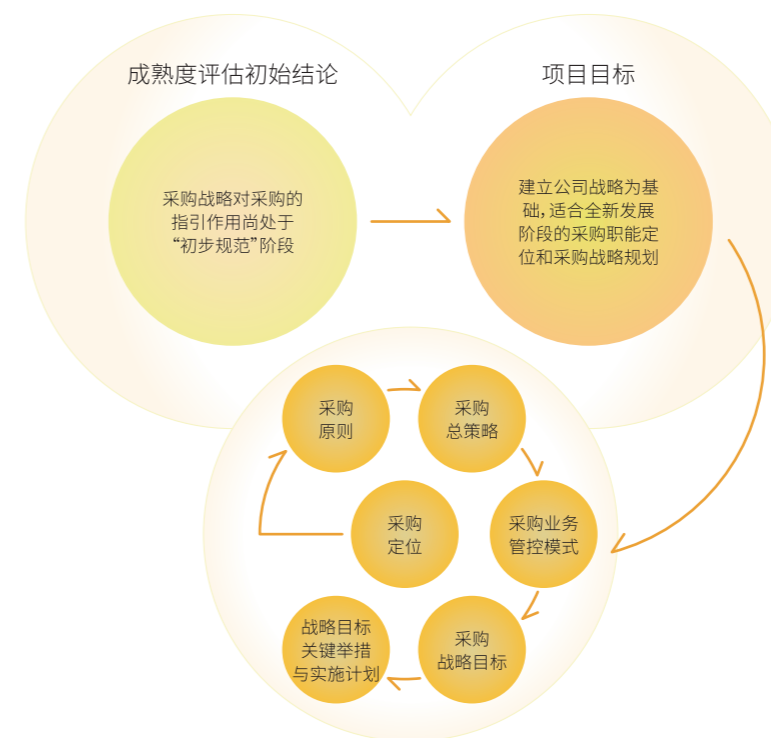 成熟度评估初始结论
项目目标
采购战略对采购的
指引作用尚处于
“初步规范”阶段
建立公司战略为基
础,适合全新发展
阶段的采购职能定
位和采购战略规划
采购
原则
采购
总策略
采购
定位
采购业务
管控模式
战略目标
关键举措
与实施计划
采购
战略目标